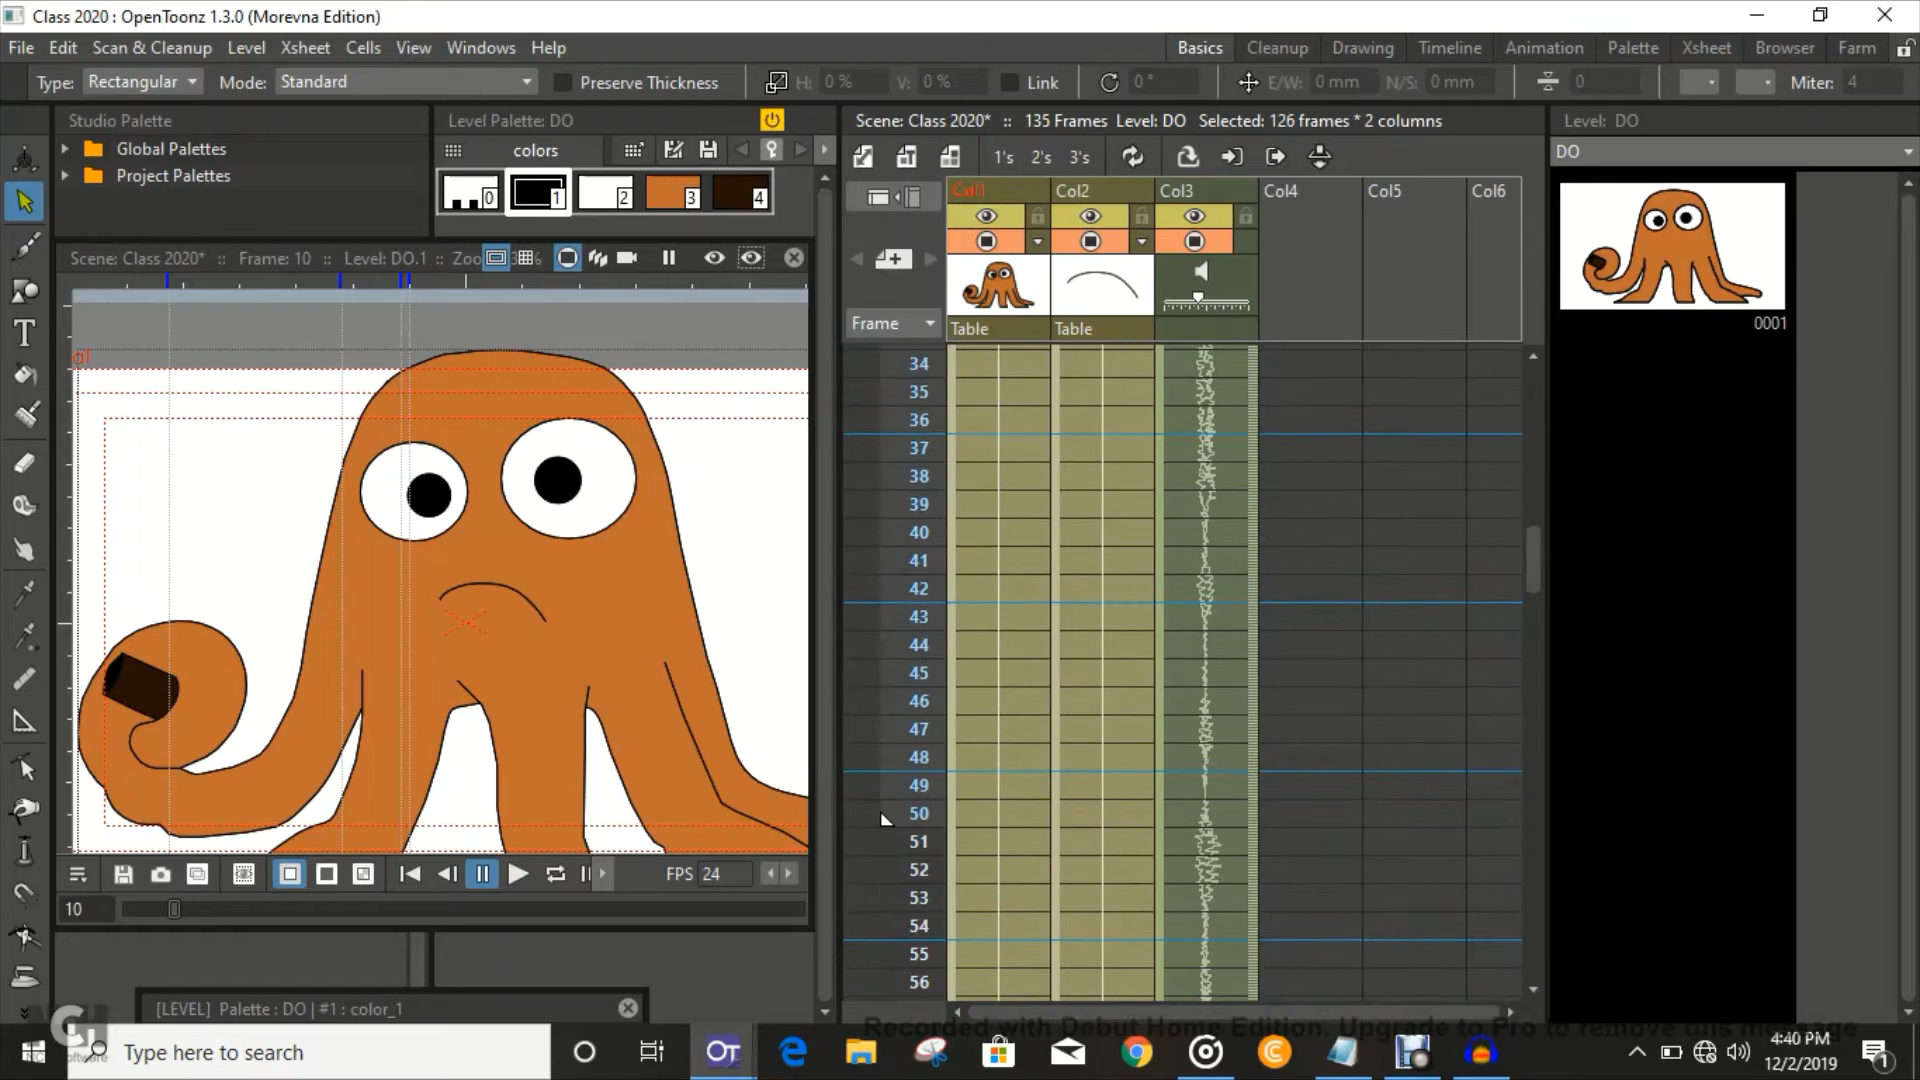 Class 2020 : OpenToonz 1.3.0 (Morevna Edition)
File Edit Scan & Cleanup Level Xsheet Cells View Windows Help
Basics Cleanup Drawing Timeline Animation Palette Xsheet Browser Farm
Type: Rectangular Mode: Standard Preserve Thickness H: 0 % V: 0 % Link 0 ° E/W: 0 mm N/S: 0 mm 0 Miter: 4
Studio Palette
Global Palettes
Project Palettes
Level Palette: DO
colors
0 1 2 3 4
Scene: Class 2020* :: 135 Frames Level: DO Selected: 126 frames * 2 columns
1's 2's 3's
Col1 Col2 Col3 Col4 Col5 Col6
Frame
Table Table
Level: DO
DO
0001
Scene: Class 2020* :: Frame: 10 :: Level: DO.1 :: Zoo
34
35
36
37
38
39
40
41
42
43
44
45
46
47
48
49
50
51
52
53
54
55
56
FPS 24
10
[LEVEL] Palette : DO | #1 : color_1
Recorded with Debut Home Edition. Upgrade to Pro to remove this message
Type here to search
OT
4:40 PM
12/2/2019
1